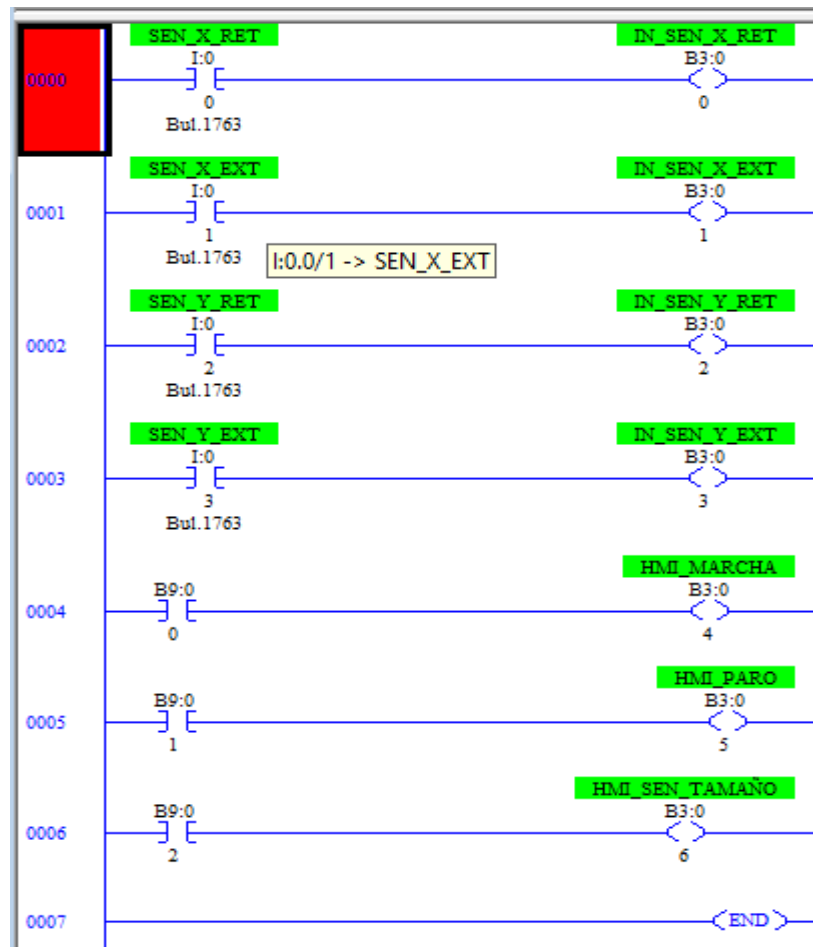 SEN_X_RET IN_SEN_X_RET
I:0 B3:0
0000
0 0
Bul.1763
SEN_X_EXT IN_SEN_X_EXT
I:0 B3:0
0001
1 1
Bul.1763
I:0.0/1 -> SEN_X_EXT
SEN_Y_RET IN_SEN_Y_RET
I:0 B3:0
0002
2 2
Bul.1763
SEN_Y_EXT IN_SEN_Y_EXT
I:0 B3:0
0003
3 3
Bul.1763
HMI_MARCHA
B9:0 B3:0
0004
0 4
HMI_PARO
B9:0 B3:0
0005
1 5
HMI_SEN_TAMAÑO
B9:0 B3:0
0006
2 6
0007 END